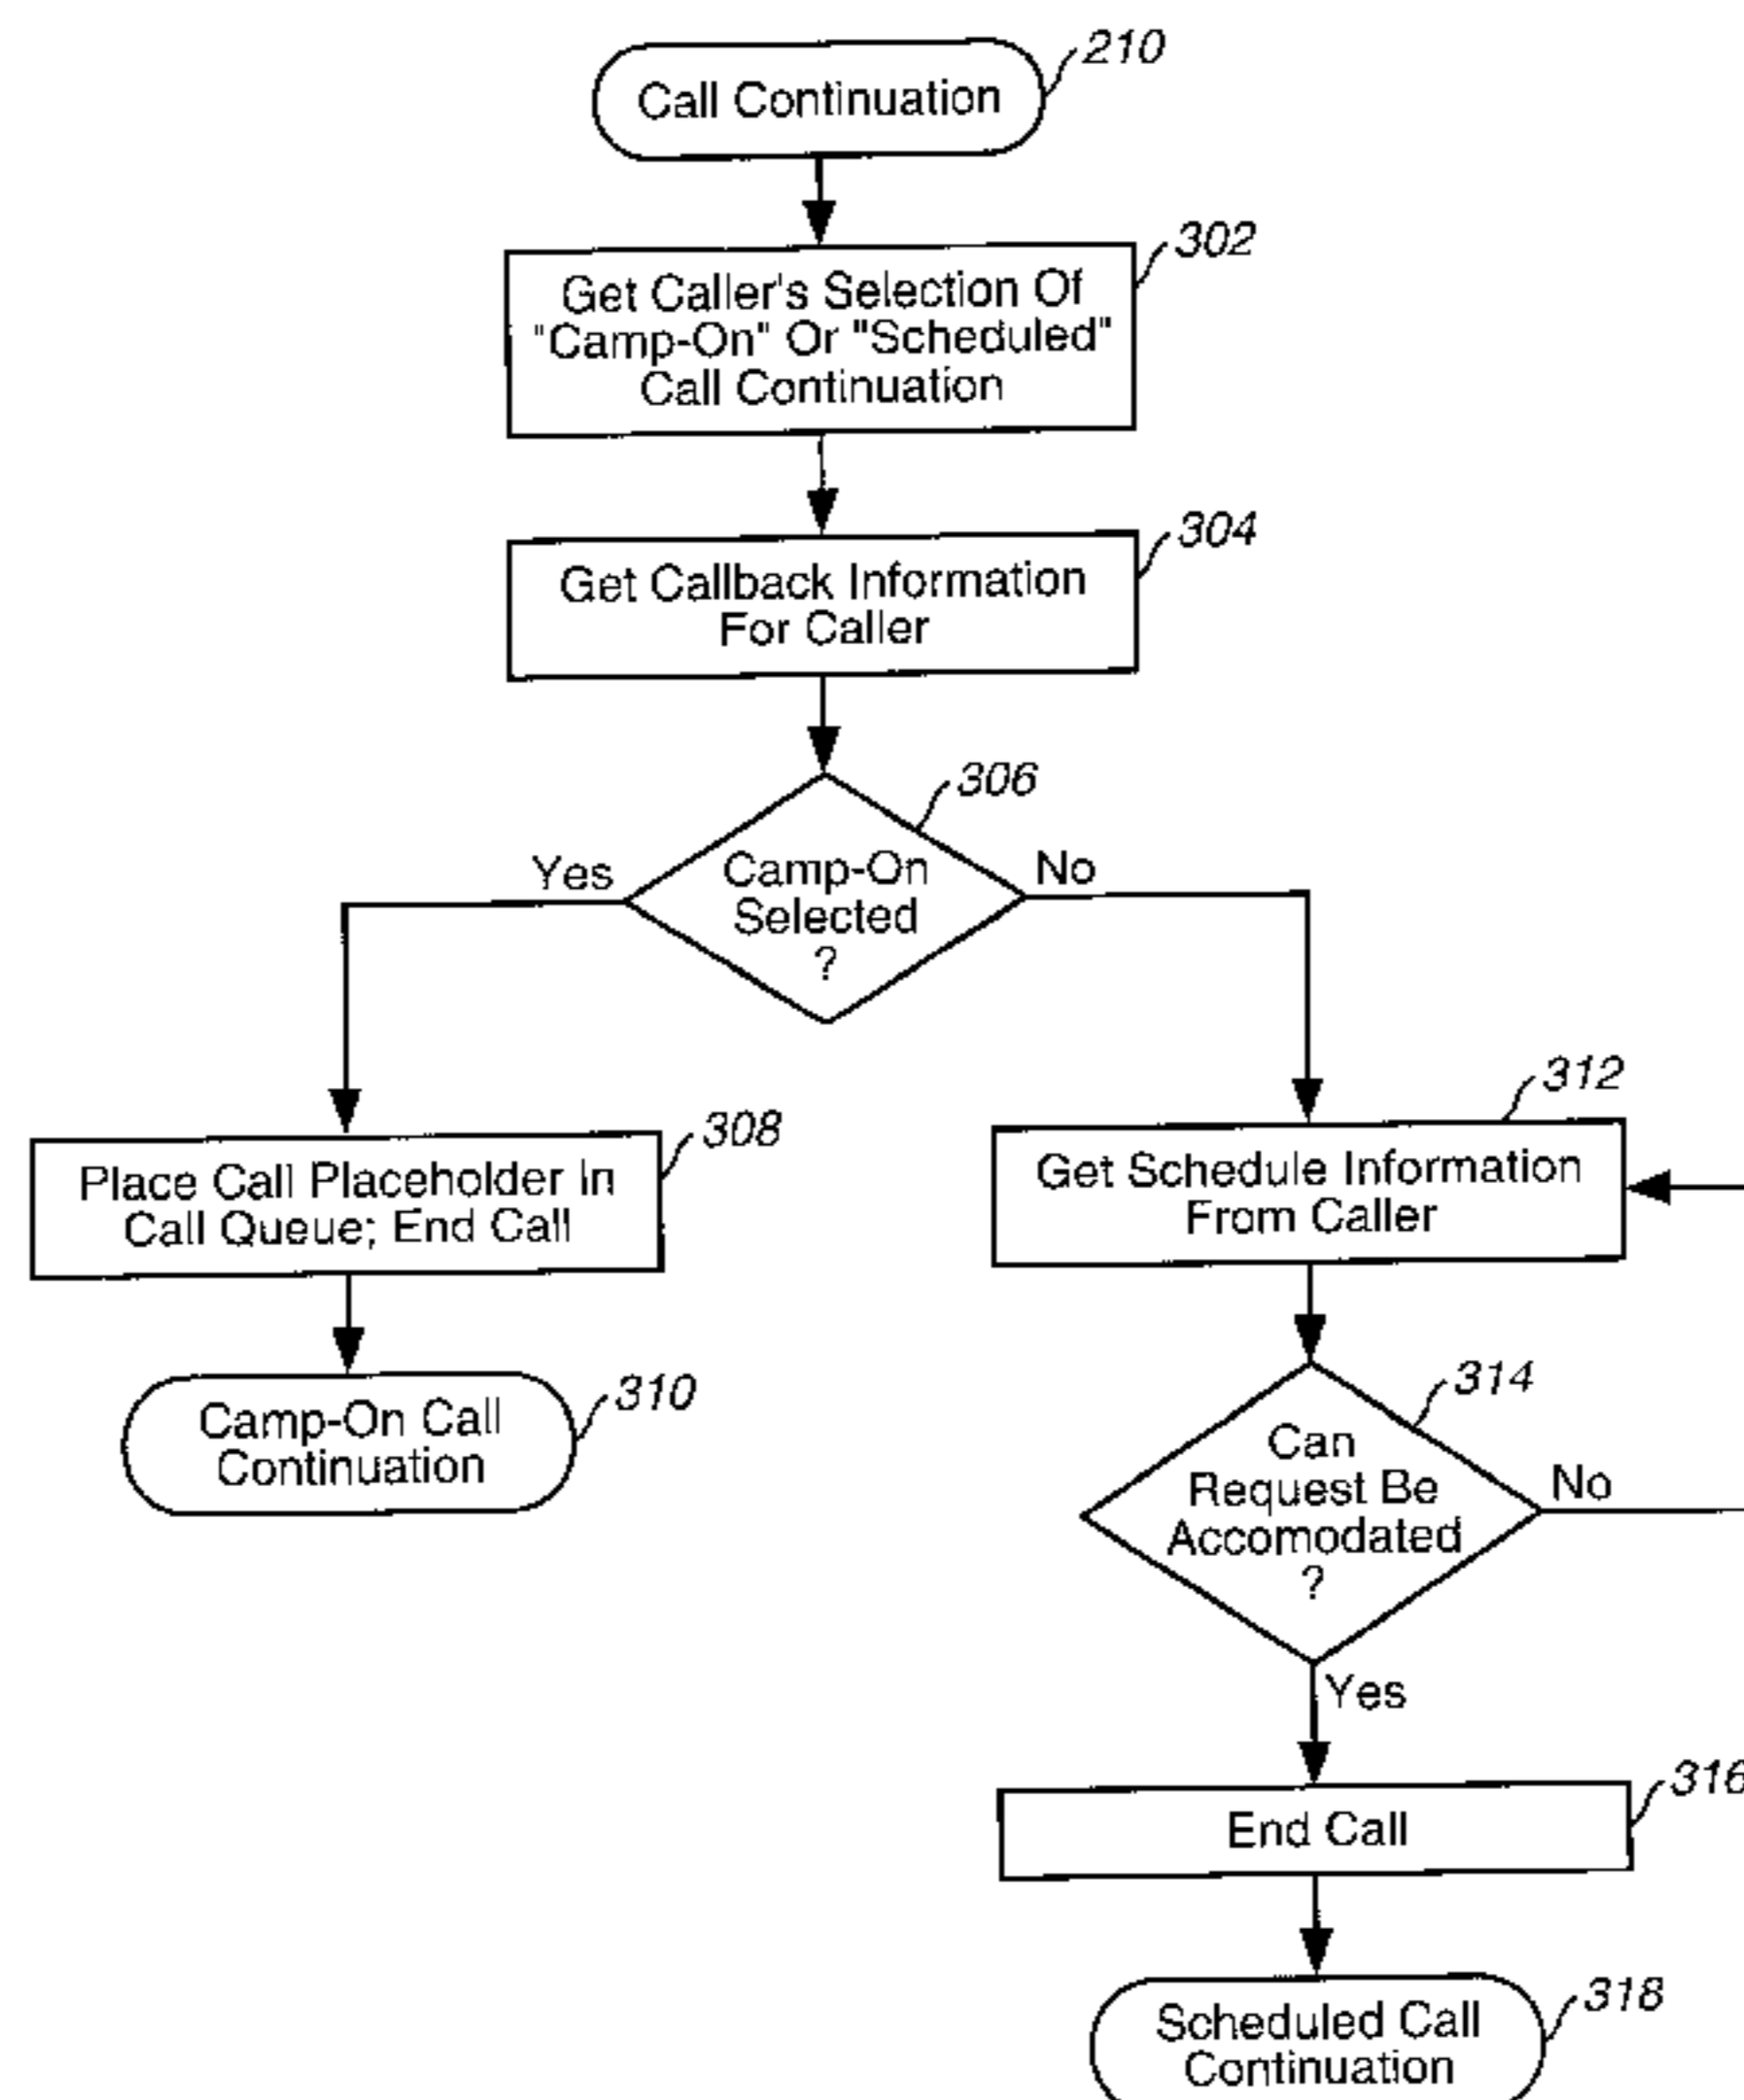 210
Call Continuation
302
Get Caller's Selection Of
"Camp-On" Or "Scheduled"
Call Continuation
304
Get Callback Information
For Caller
306
Yes
Camp-On
Selected
?
No
308
Place Call Placeholder In
Call Queue; End Call
310
Camp-On Call
Continuation
312
Get Schedule Information
From Caller
314
Can
Request Be
Accomodated
?
No
Yes
316
End Call
318
Scheduled Call
Continuation